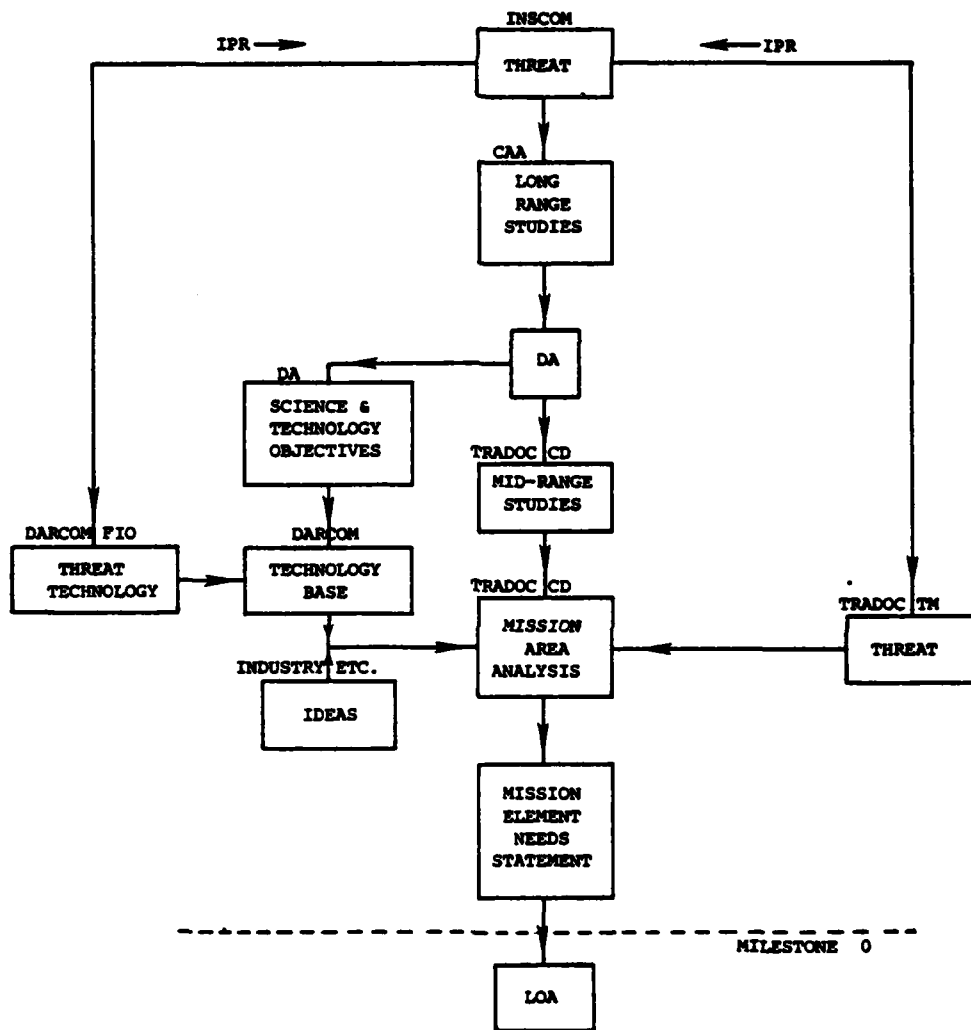 INSCOM
IPR
IPR
THREAT
CAA
LONG
RANGE
STUDIES
DA
DA
SCIENCE &
TECHNOLOGY
OBJECTIVES
TRADOC CD
MID-RANGE
STUDIES
DARCOM FIO
THREAT
TECHNOLOGY
DARCOM
TECHNOLOGY
BASE
TRADOC CD
MISSION
AREA
ANALYSIS
TRADOC TM
THREAT
INDUSTRY ETC.
IDEAS
MISSION
ELEMENT
NEEDS
STATEMENT
MILESTONE 0
LOA